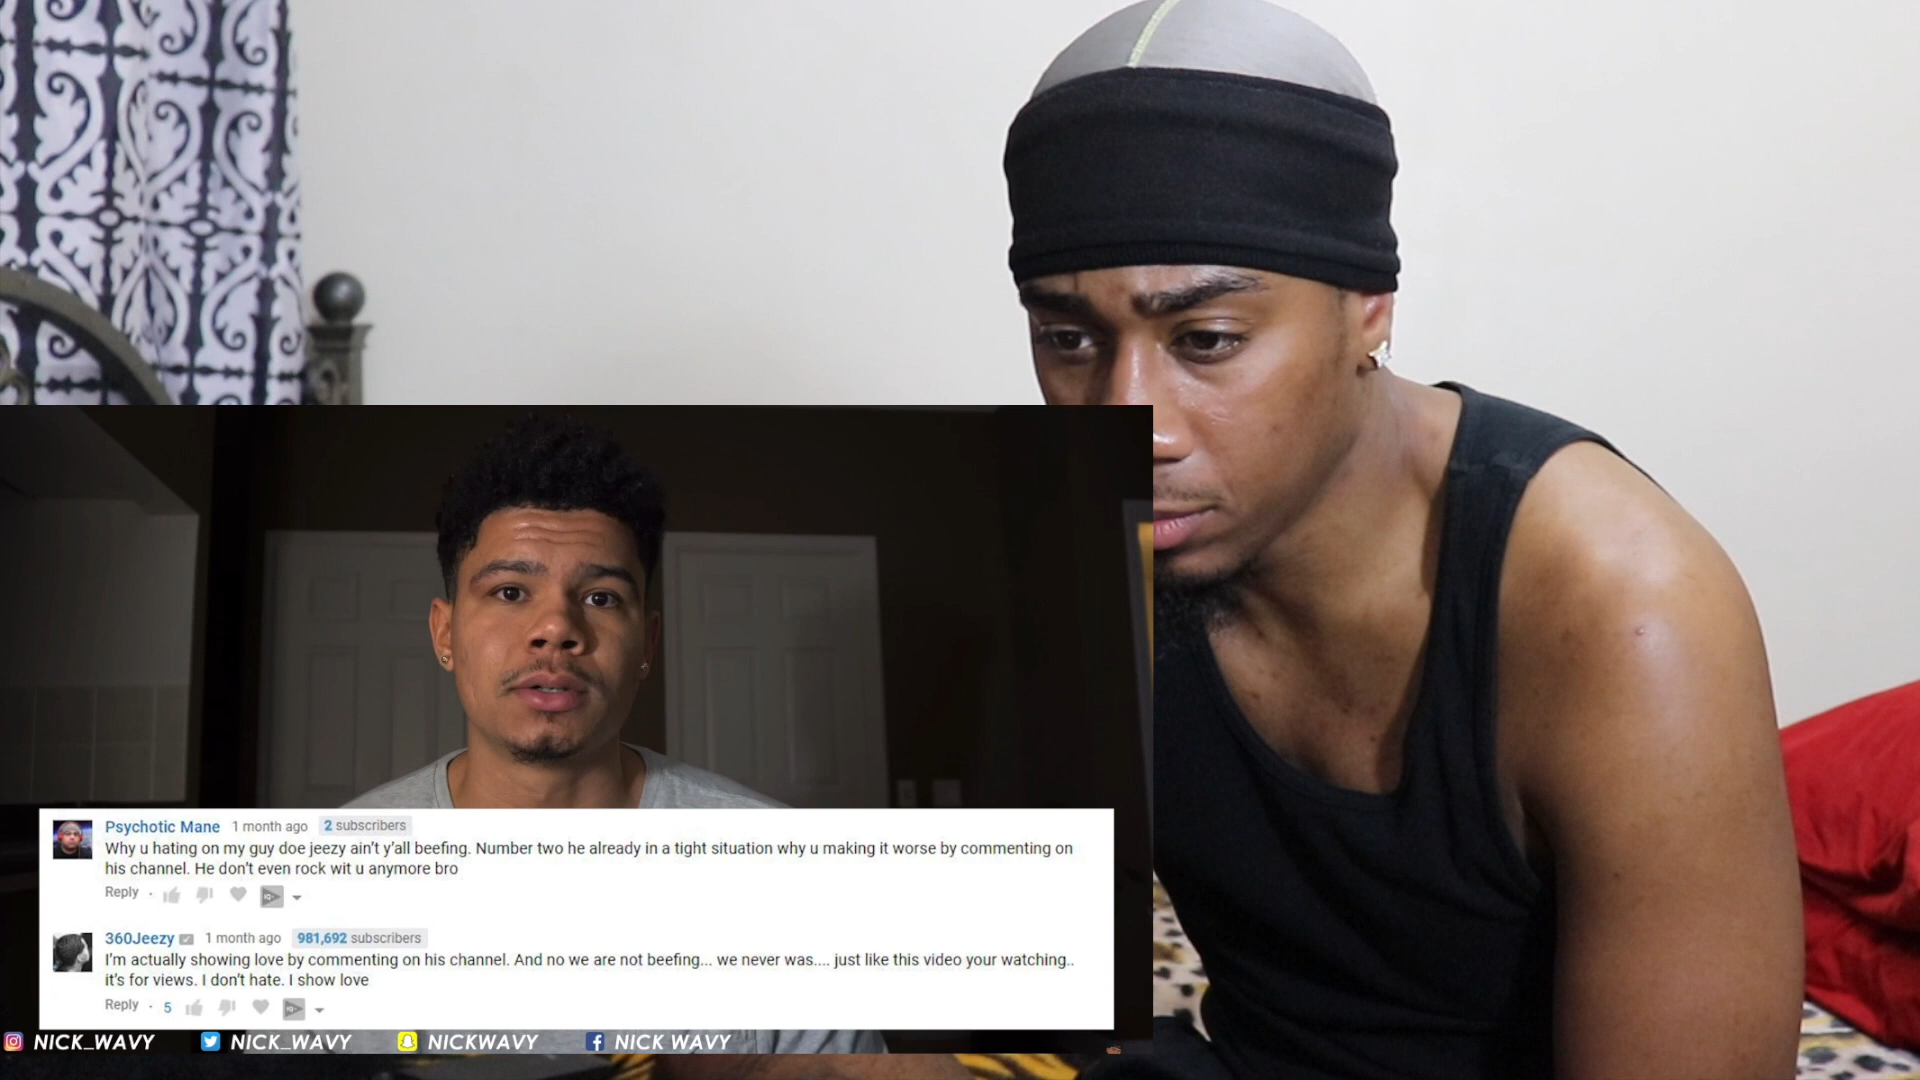 Psychotic Mane 1 month ago 2 subscribers
Why u hating on my guy doe jeezy ain't y'all beefing. Number two he already in a tight situation why u making it worse by commenting on
his channel. He don't even rock wit u anymore bro
Reply
360Jeezy 1 month ago 981,692 subscribers
I'm actually showing love by commenting on his channel. And no we are not beefing... we never was.... just like this video your watching..
it's for views. I don't hate. I show love
Reply 5
NICK_WAVY NICK_WAVY NICKWAVY NICK WAVY